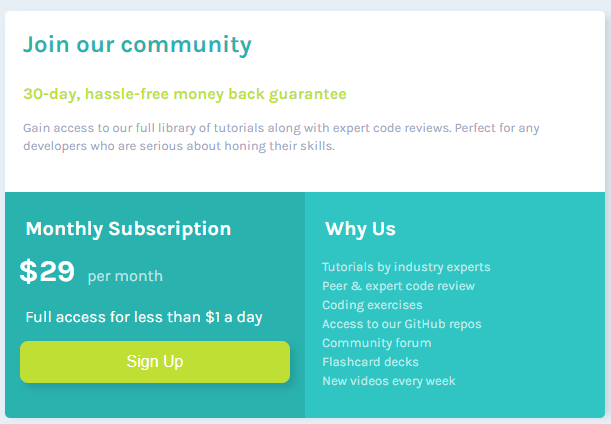 Join our community
30-day, hassle-free money back guarantee
Gain access to our full library of tutorials along with expert code reviews. Perfect for any
developers who are serious about honing their skills.
Monthly Subscription
$29 per month
Full access for less than $1 a day
Sign Up
Why Us
Tutorials by industry experts
Peer & expert code review
Coding exercises
Access to our GitHub repos
Community forum
Flashcard decks
New videos every week